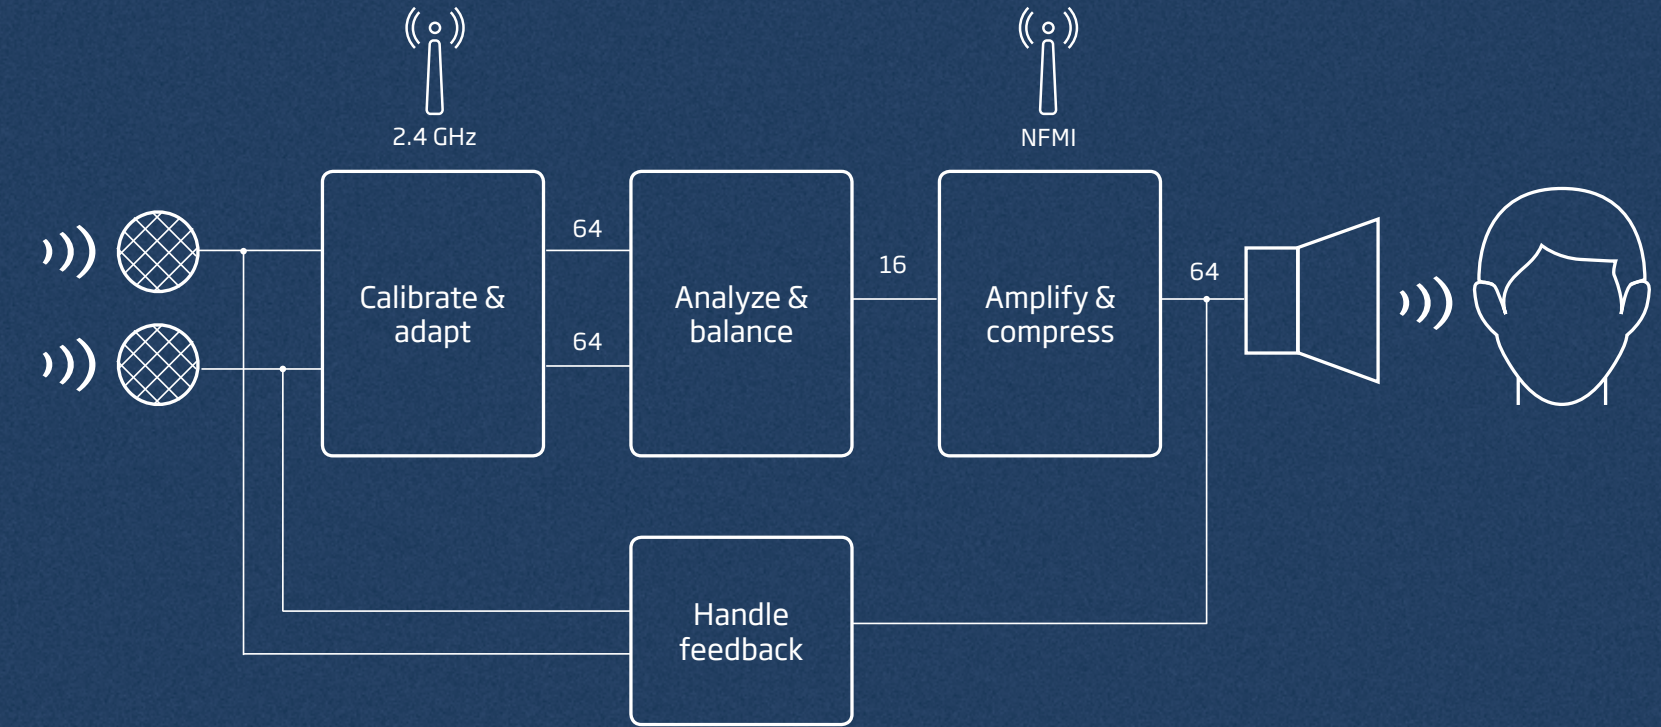 2.4 GHz
NFMI
64
64
16
64
Calibrate &
adapt
Analyze &
balance
Amplify &
compress
Handle
feedback